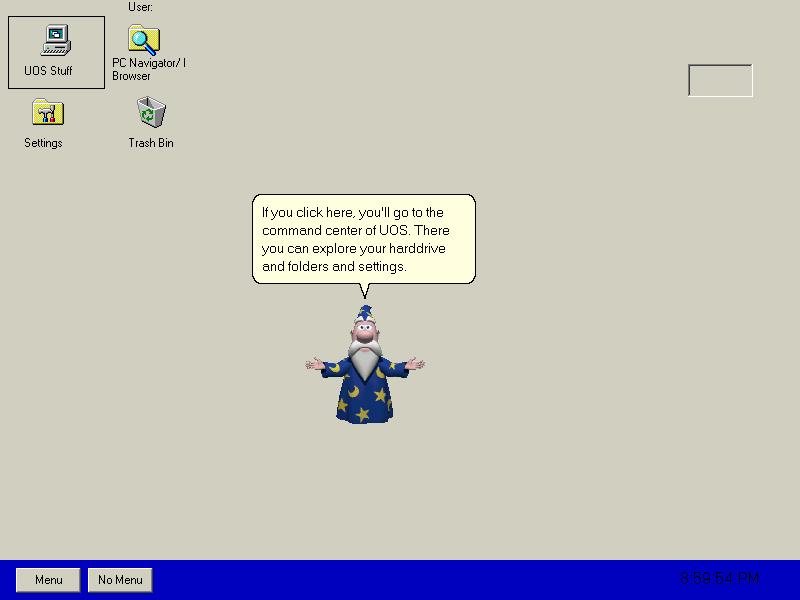 User:
UOS Stuff
PC Navigator/ I
Browser
Settings
Trash Bin
If you click here, you'll go to the
command center of UOS. There
you can explore your harddrive
and folders and settings.
Menu
No Menu
8:59:54 PM